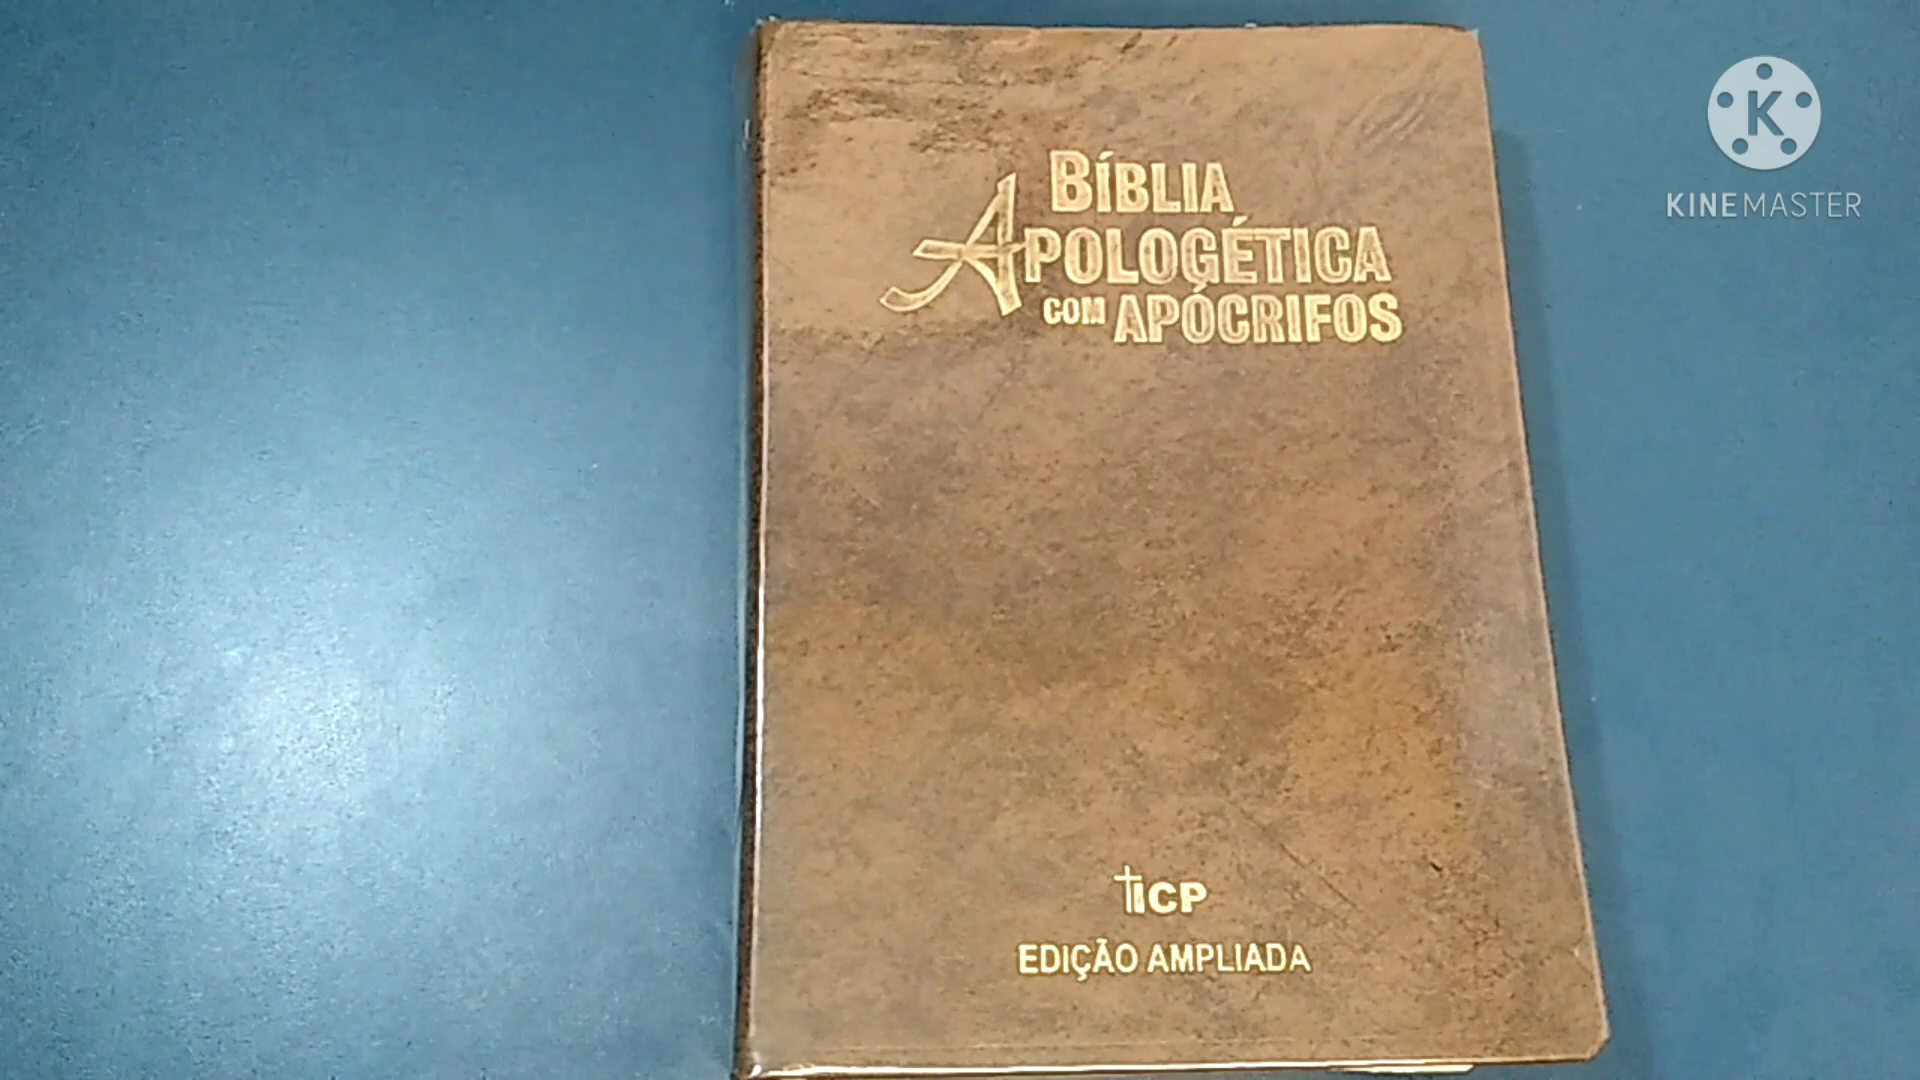 BÍBLIA
APOLOGÉTICA
COM APÓCRIFOS
ICP
EDIÇÃO AMPLIADA
K
KINEMASTER